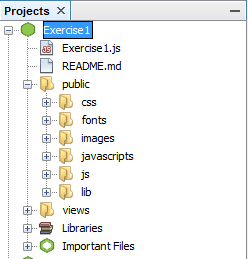 Projects
Exercise1
Exercise1.js
README.md
public
css
fonts
images
javascripts
js
lib
views
Libraries
Important Files